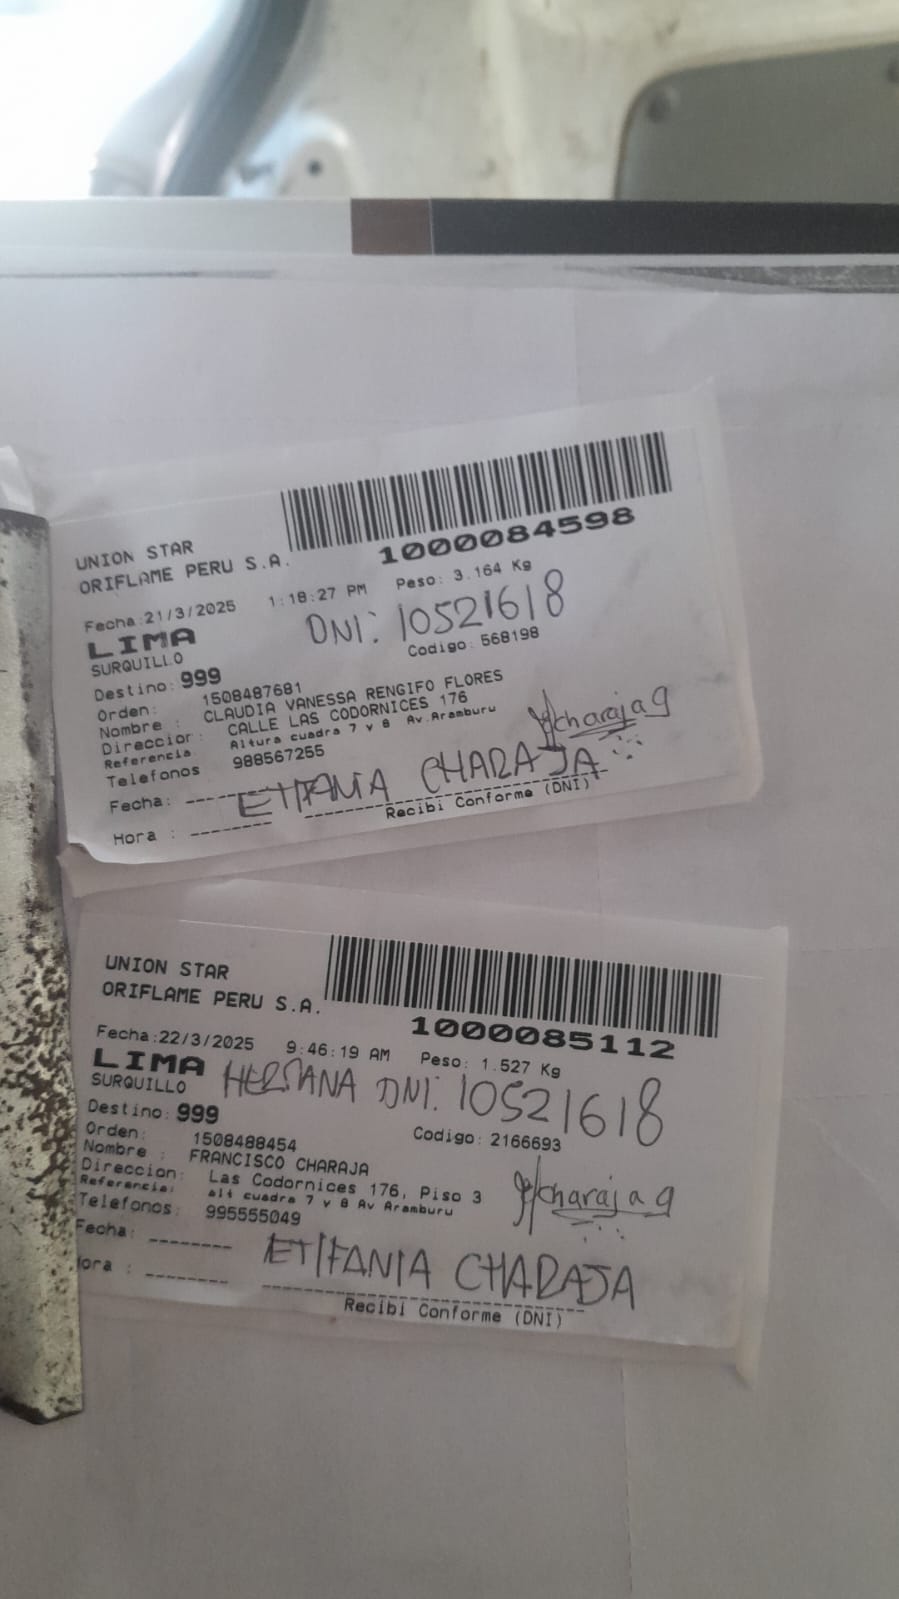 UNION STAR
ORIFLAME PERU S.A.
1000084598
Fecha:21/3/2025 1:18:27 PM Peso: 3.164 Kg
LIMA DNI: 10521618
SURQUILLO Codigo: 568198
Destino: 999
Orden: 1508487681
Nombre : CLAUDIA VANESSA RENGIFO FLORES
Direccior: CALLE LAS CODORNICES 176
Referencia Altura cuadra 7 y 8 Av.Aramburu
Telefonos 988567255
charaja g
Fecha: -------- ETIFANIA CHARAJA
Hora : --------
Recibi Conforme (DNI)
UNION STAR
ORIFLAME PERU S.A.
1000085112
Fecha:22/3/2025 9:46:19 AM Peso: 1.527 Kg
LIMA HERMANA DNI: 10521618
SURQUILLO
Destino: 999
Orden: 1508488454 Codigo: 2166693
Nombre : FRANCISCO CHARAJA
Direccion: Las Codornices 176, Piso 3
Referencia: alt cuadra 7 y 8 Av Aramburu
Telefonos: 995555049
charaja g
Fecha: -------- ETIFANIA CHARAJA
ora : --------
Recibi Conforme (DNI)